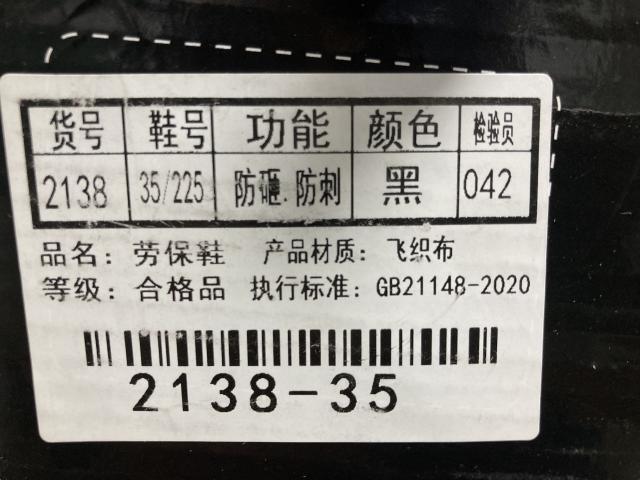 货号 鞋号 功能 颜色 检验员
2138 35/225 防砸.防刺 黑 042
品名：劳保鞋 产品材质：飞织布
等级：合格品 执行标准：GB21148-2020
2138-35